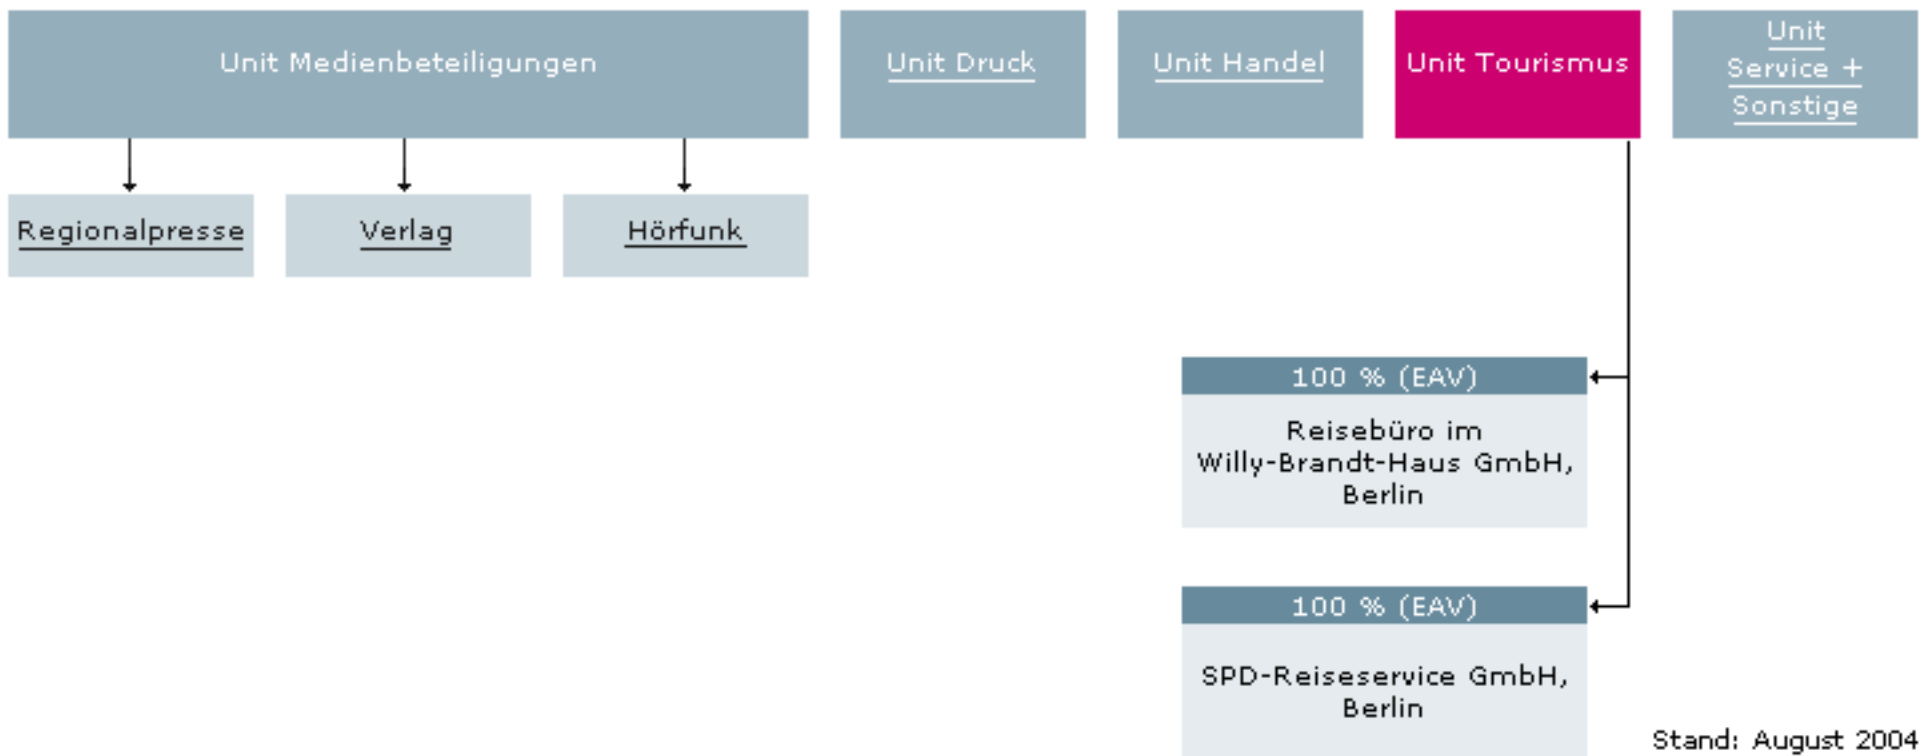 Unit Medienbeteiligungen
Unit Druck
Unit Handel
Unit Tourismus
Unit
Service +
Sonstige
Regionalpresse
Verlag
Hörfunk
100 % (EAV)
Reisebüro im
Willy-Brandt-Haus GmbH,
Berlin
100 % (EAV)
SPD-Reiseservice GmbH,
Berlin
Stand: August 2004